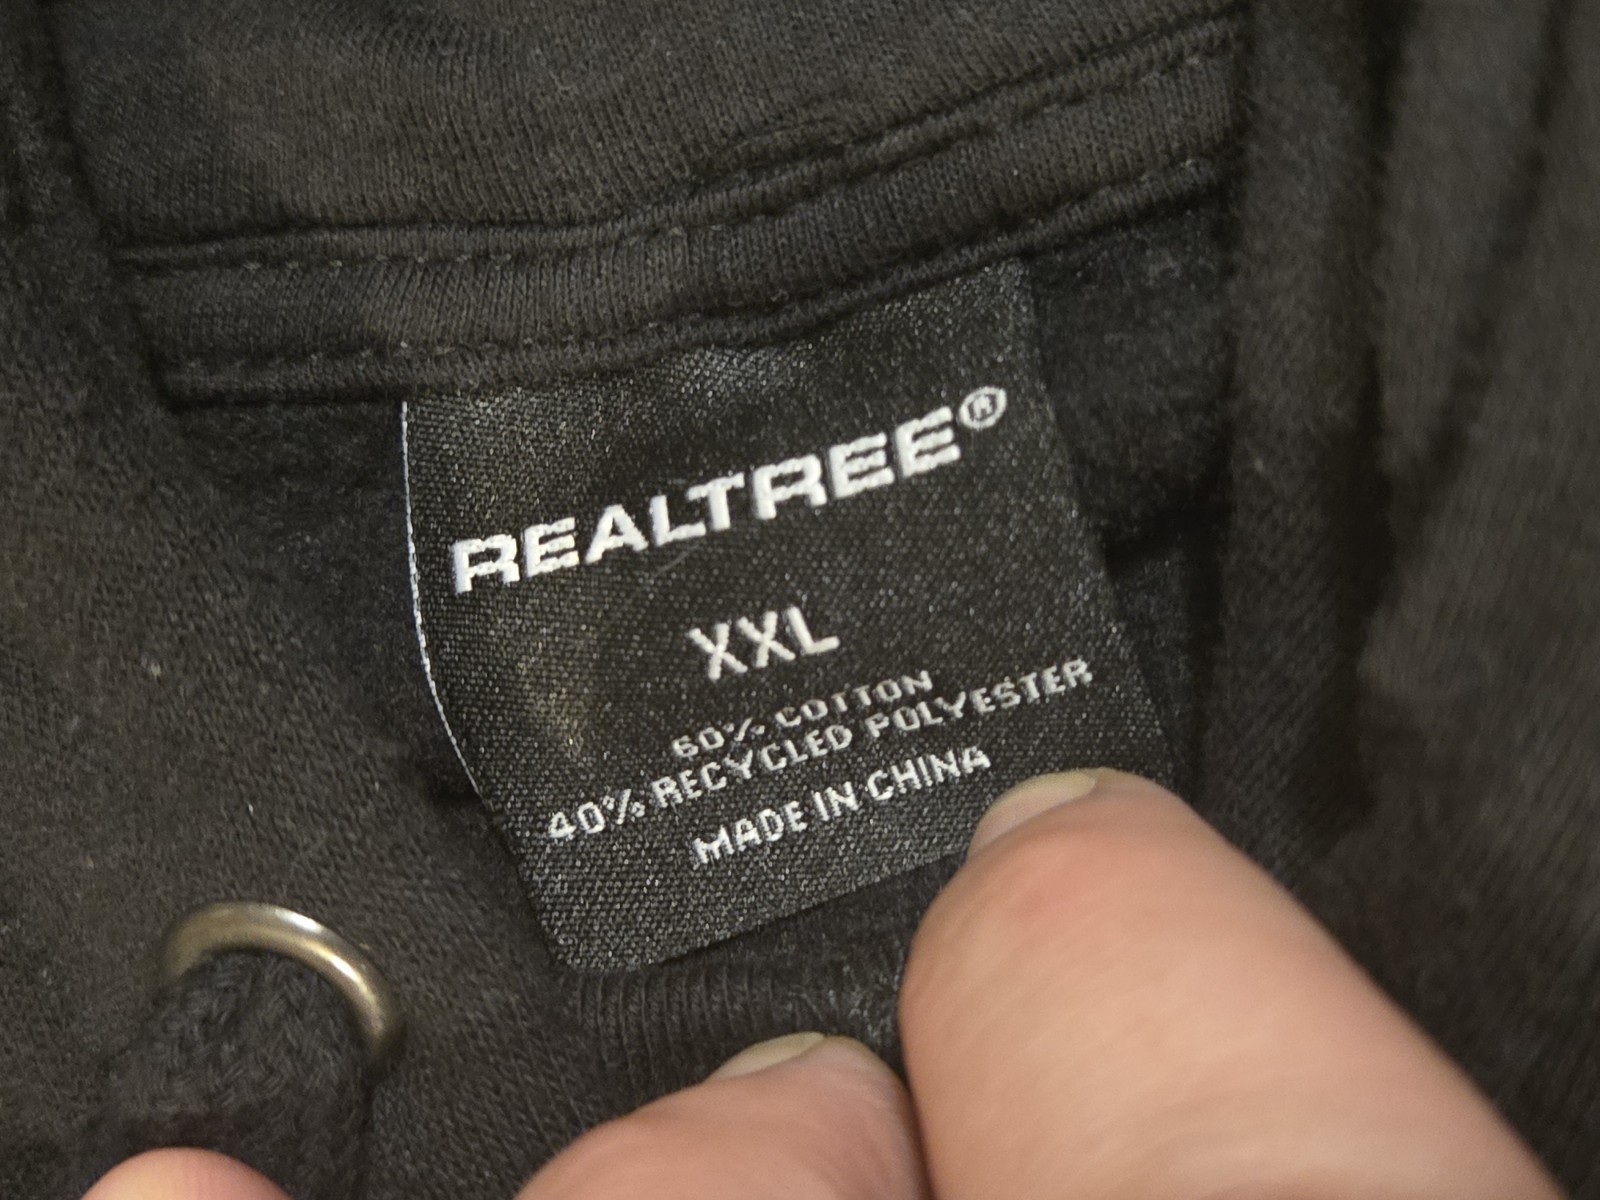 REALTREE®
XXL
60% COTTON
40% RECYCLED POLYESTER
MADE IN CHINA